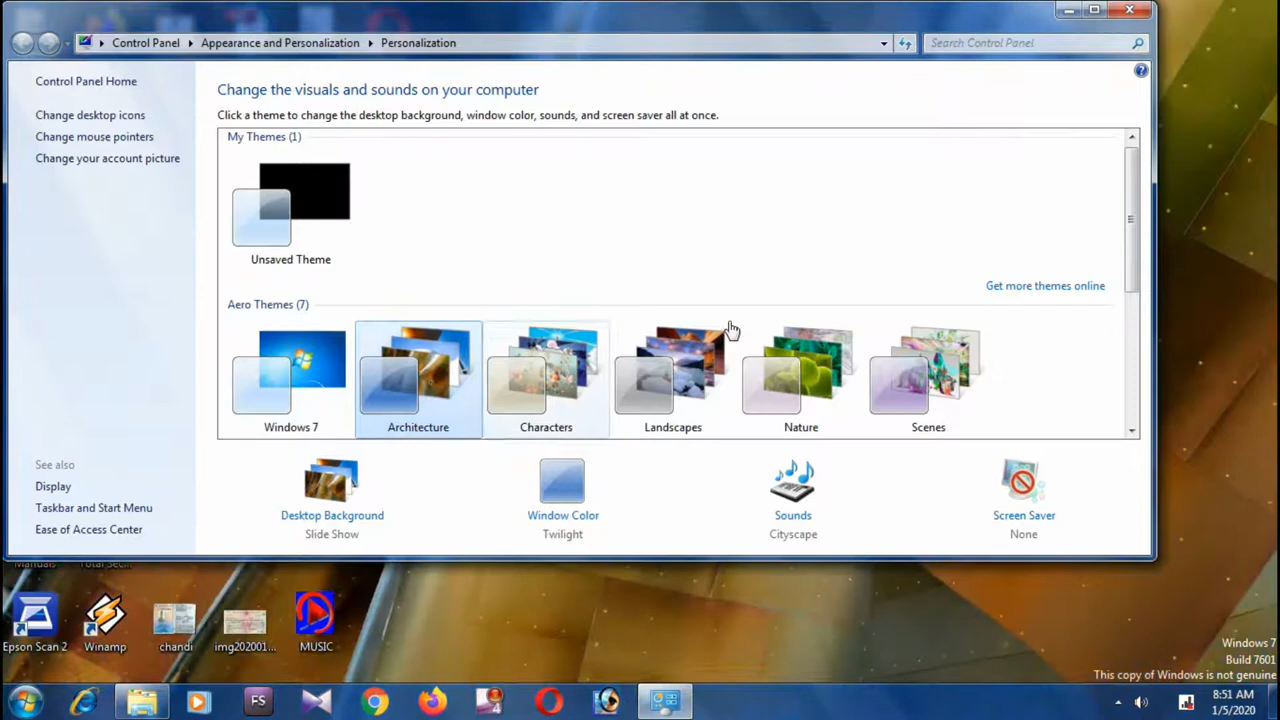 Control Panel Appearance and Personalization Personalization
Search Control Panel
Control Panel Home
Change desktop icons
Change mouse pointers
Change your account picture
See also
Display
Taskbar and Start Menu
Ease of Access Center
Change the visuals and sounds on your computer
Click a theme to change the desktop background, window color, sounds, and screen saver all at once.
My Themes (1)
Unsaved Theme
Get more themes online
Aero Themes (7)
Windows 7 Architecture Characters Landscapes Nature Scenes
Desktop Background Window Color Sounds Screen Saver
Slide Show Twilight Cityscape None
Manuals Total Sec...
Epson Scan 2 Winamp chandi img202001... MUSIC
Windows 7
Build 7601
This copy of Windows is not genuine
FS
8:51 AM
1/5/2020